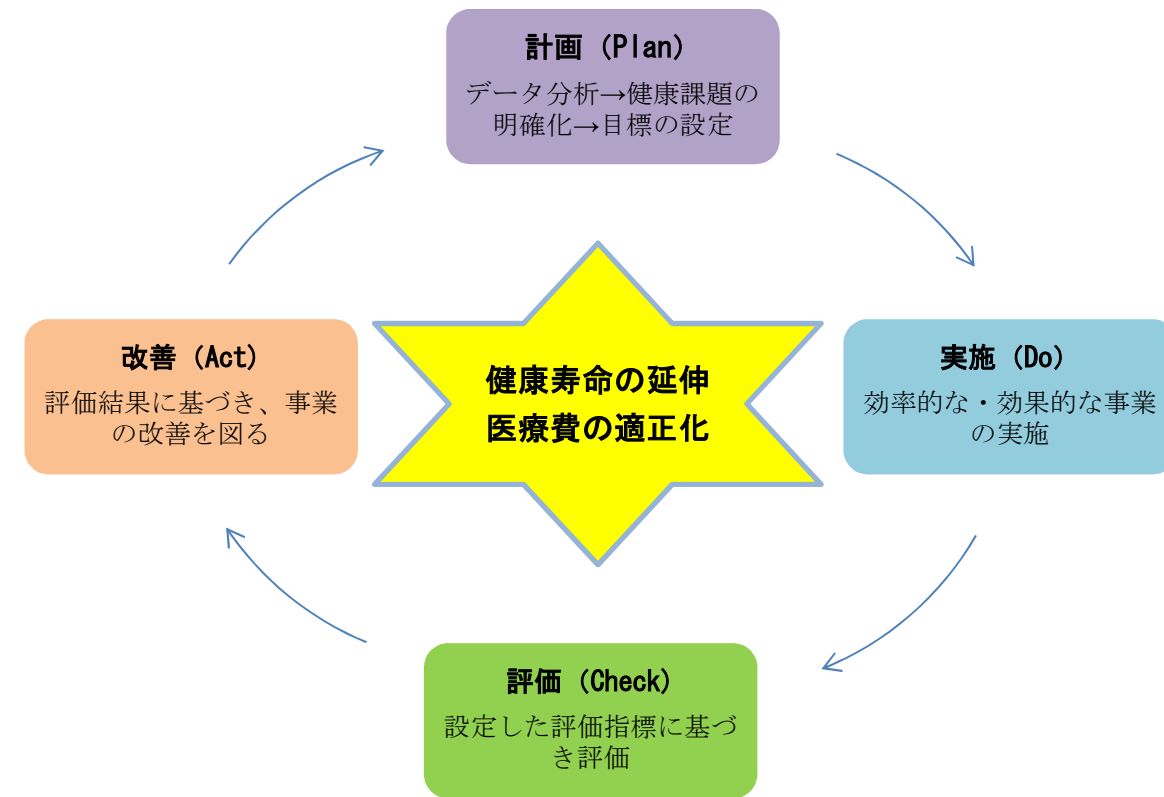 計画（Plan）
データ分析→健康課題の
明確化→目標の設定
改善（Act）
評価結果に基づき、事業
の改善を図る
健康寿命の延伸
医療費の適正化
実施（Do）
効率的な・効果的な事業
の実施
評価（Check）
設定した評価指標に基づ
き評価